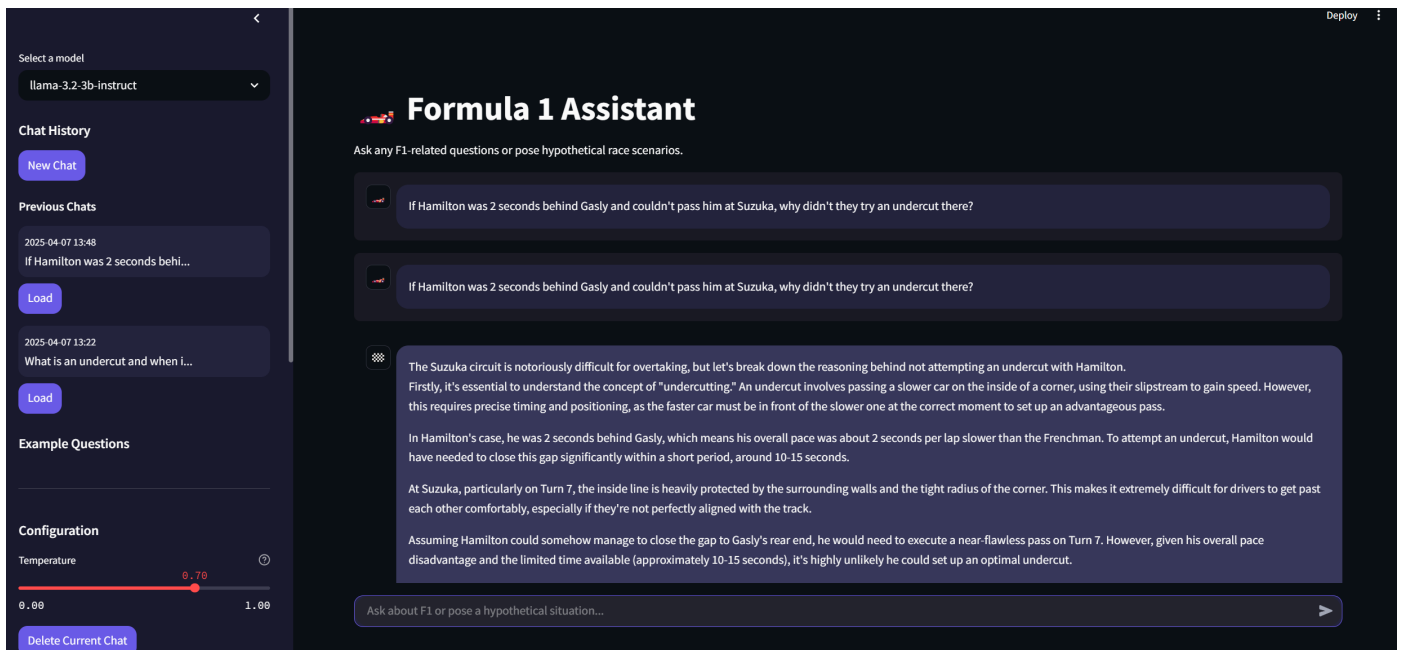 Deploy
Select a model
llama-3.2-3b-instruct
Chat History
New Chat
Previous Chats
2025-04-07 13:48
If Hamilton was 2 seconds behi...
Load
2025-04-07 13:22
What is an undercut and when i...
Load
Example Questions
Configuration
Temperature
0.70
0.00
1.00
Delete Current Chat
Formula 1 Assistant
Ask any F1-related questions or pose hypothetical race scenarios.
If Hamilton was 2 seconds behind Gasly and couldn't pass him at Suzuka, why didn't they try an undercut there?
If Hamilton was 2 seconds behind Gasly and couldn't pass him at Suzuka, why didn't they try an undercut there?
The Suzuka circuit is notoriously difficult for overtaking, but let's break down the reasoning behind not attempting an undercut with Hamilton.
Firstly, it's essential to understand the concept of "undercutting." An undercut involves passing a slower car on the inside of a corner, using their slipstream to gain speed. However,
this requires precise timing and positioning, as the faster car must be in front of the slower one at the correct moment to set up an advantageous pass.
In Hamilton's case, he was 2 seconds behind Gasly, which means his overall pace was about 2 seconds per lap slower than the Frenchman. To attempt an undercut, Hamilton would
have needed to close this gap significantly within a short period, around 10-15 seconds.
At Suzuka, particularly on Turn 7, the inside line is heavily protected by the surrounding walls and the tight radius of the corner. This makes it extremely difficult for drivers to get past
each other comfortably, especially if they're not perfectly aligned with the track.
Assuming Hamilton could somehow manage to close the gap to Gasly's rear end, he would need to execute a near-flawless pass on Turn 7. However, given his overall pace
disadvantage and the limited time available (approximately 10-15 seconds), it's highly unlikely he could set up an optimal undercut.
Ask about F1 or pose a hypothetical situation...